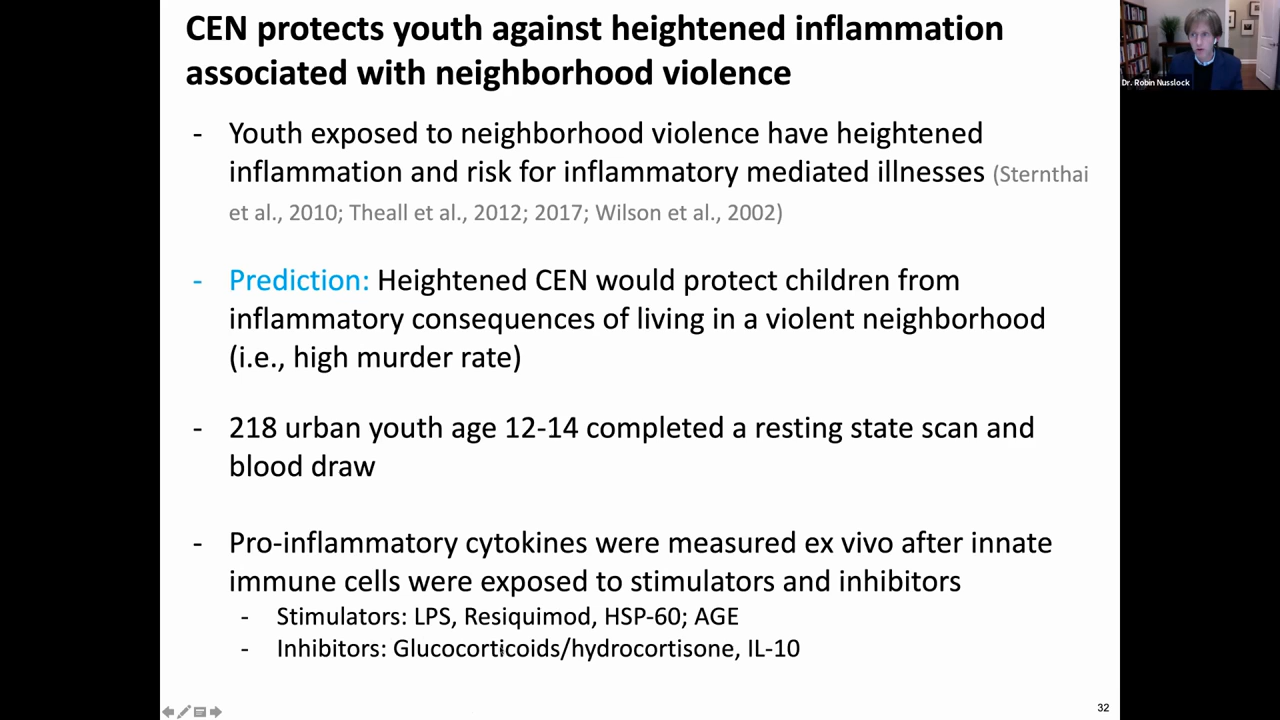 CEN protects youth against heightened inflammation
associated with neighborhood violence
- Youth exposed to neighborhood violence have heightened
inflammation and risk for inflammatory mediated illnesses (Sternthai
et al., 2010; Theall et al., 2012; 2017; Wilson et al., 2002)
- Prediction: Heightened CEN would protect children from
inflammatory consequences of living in a violent neighborhood
(i.e., high murder rate)
- 218 urban youth age 12-14 completed a resting state scan and
blood draw
- Pro-inflammatory cytokines were measured ex vivo after innate
immune cells were exposed to stimulators and inhibitors
- Stimulators: LPS, Resiquimod, HSP-60; AGE
- Inhibitors: Glucocorticoids/hydrocortisone, IL-10
32
Dr. Robin Nusslock